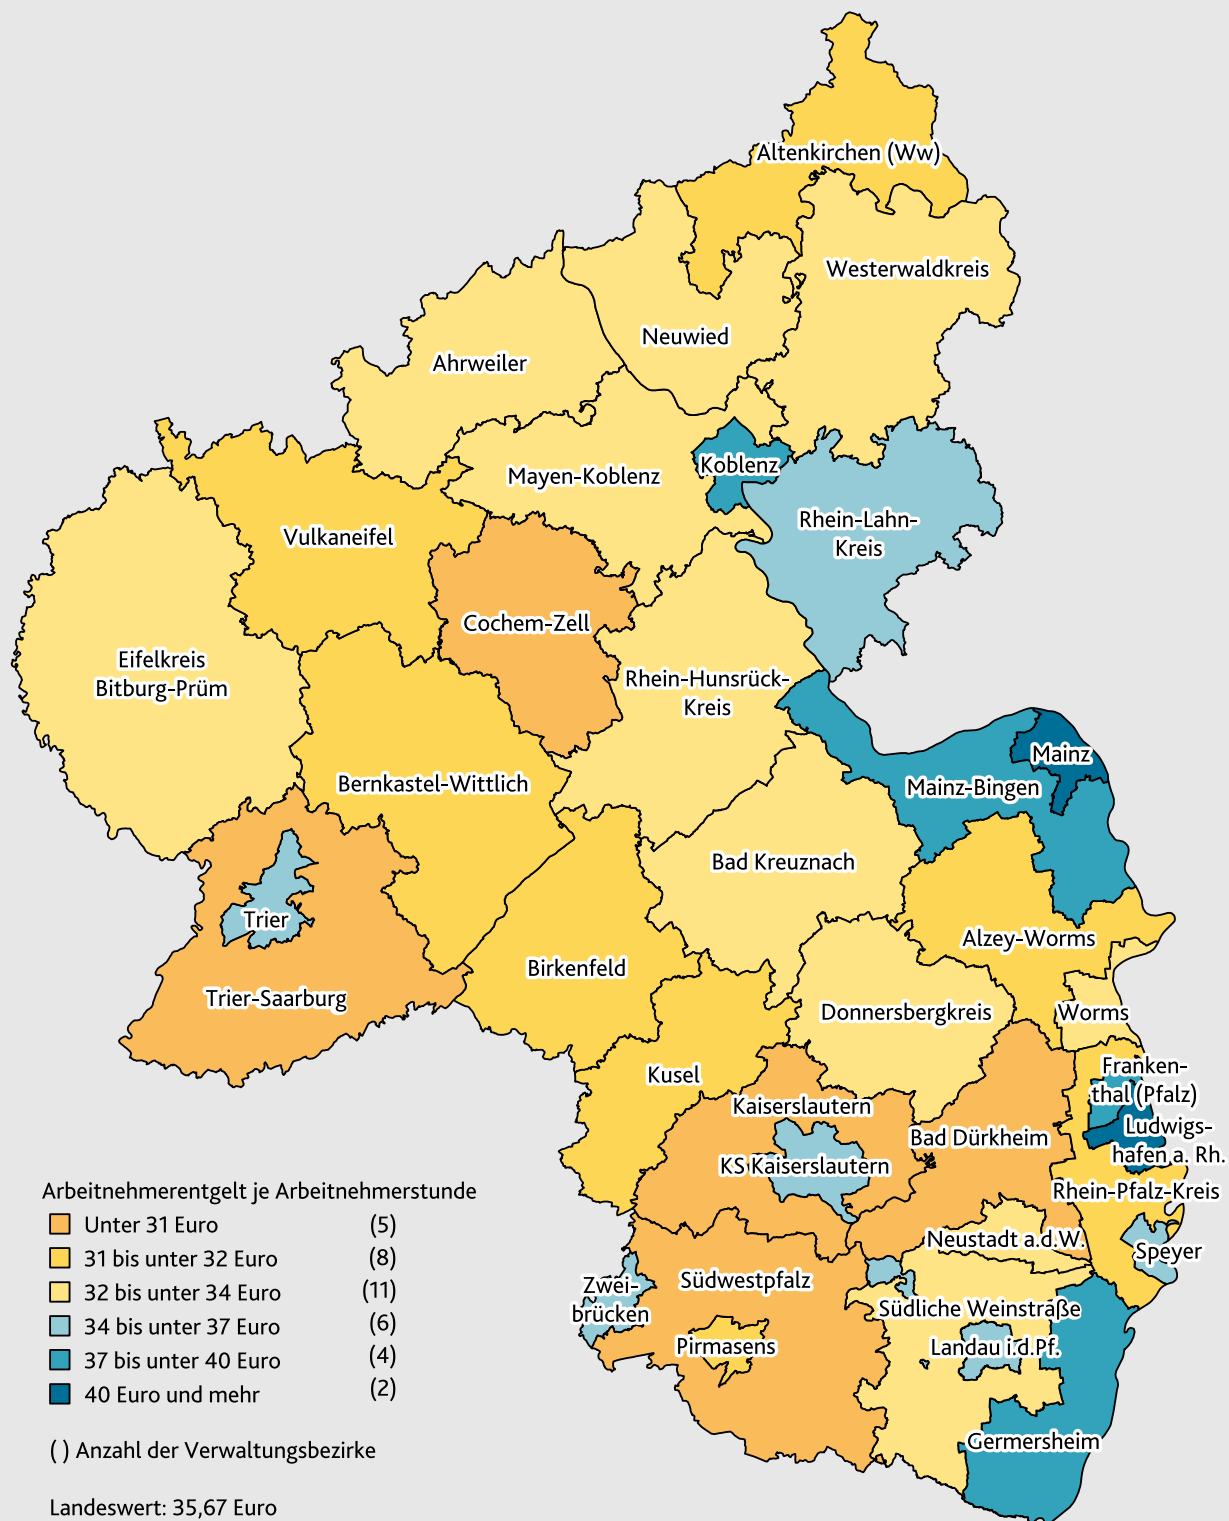 Altenkirchen (Ww)
Westerwaldkreis
Neuwied
Ahrweiler
Koblenz
Mayen-Koblenz
Rhein-Lahn-
Kreis
Vulkaneifel
Cochem-Zell
Eifelkreis
Bitburg-Prüm
Rhein-Hunsrück-
Kreis
Mainz
Bernkastel-Wittlich
Mainz-Bingen
Bad Kreuznach
Trier
Alzey-Worms
Birkenfeld
Trier-Saarburg
Donnersbergkreis
Worms
Kusel
Franken-
thal (Pfalz)
Kaiserslautern
Ludwigs-
hafen a. Rh.
Bad Dürkheim
KS Kaiserslautern
Rhein-Pfalz-Kreis
Neustadt a.d.W.
Speyer
Zwei-
brücken
Südwestpfalz
Südliche Weinstraße
Pirmasens
Landau i.d.Pf.
Germersheim
Arbeitnehmerentgelt je Arbeitnehmerstunde
Unter 31 Euro (5)
31 bis unter 32 Euro (8)
32 bis unter 34 Euro (11)
34 bis unter 37 Euro (6)
37 bis unter 40 Euro (4)
40 Euro und mehr (2)
( ) Anzahl der Verwaltungsbezirke
Landeswert: 35,67 Euro